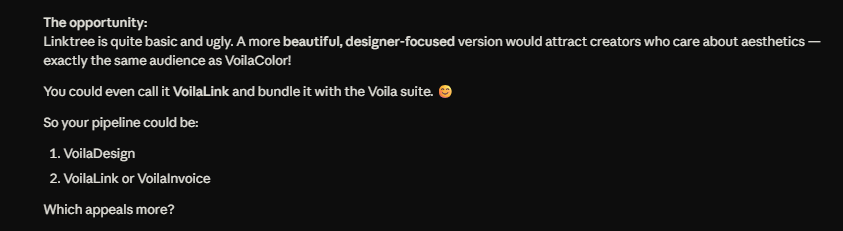 The opportunity:
Linktree is quite basic and ugly. A more beautiful, designer-focused version would attract creators who care about aesthetics —
exactly the same audience as VoilaColor!
You could even call it VoilaLink and bundle it with the Voila suite. 😊
So your pipeline could be:
1. VoilaDesign
2. VoilaLink or VoilaInvoice
Which appeals more?